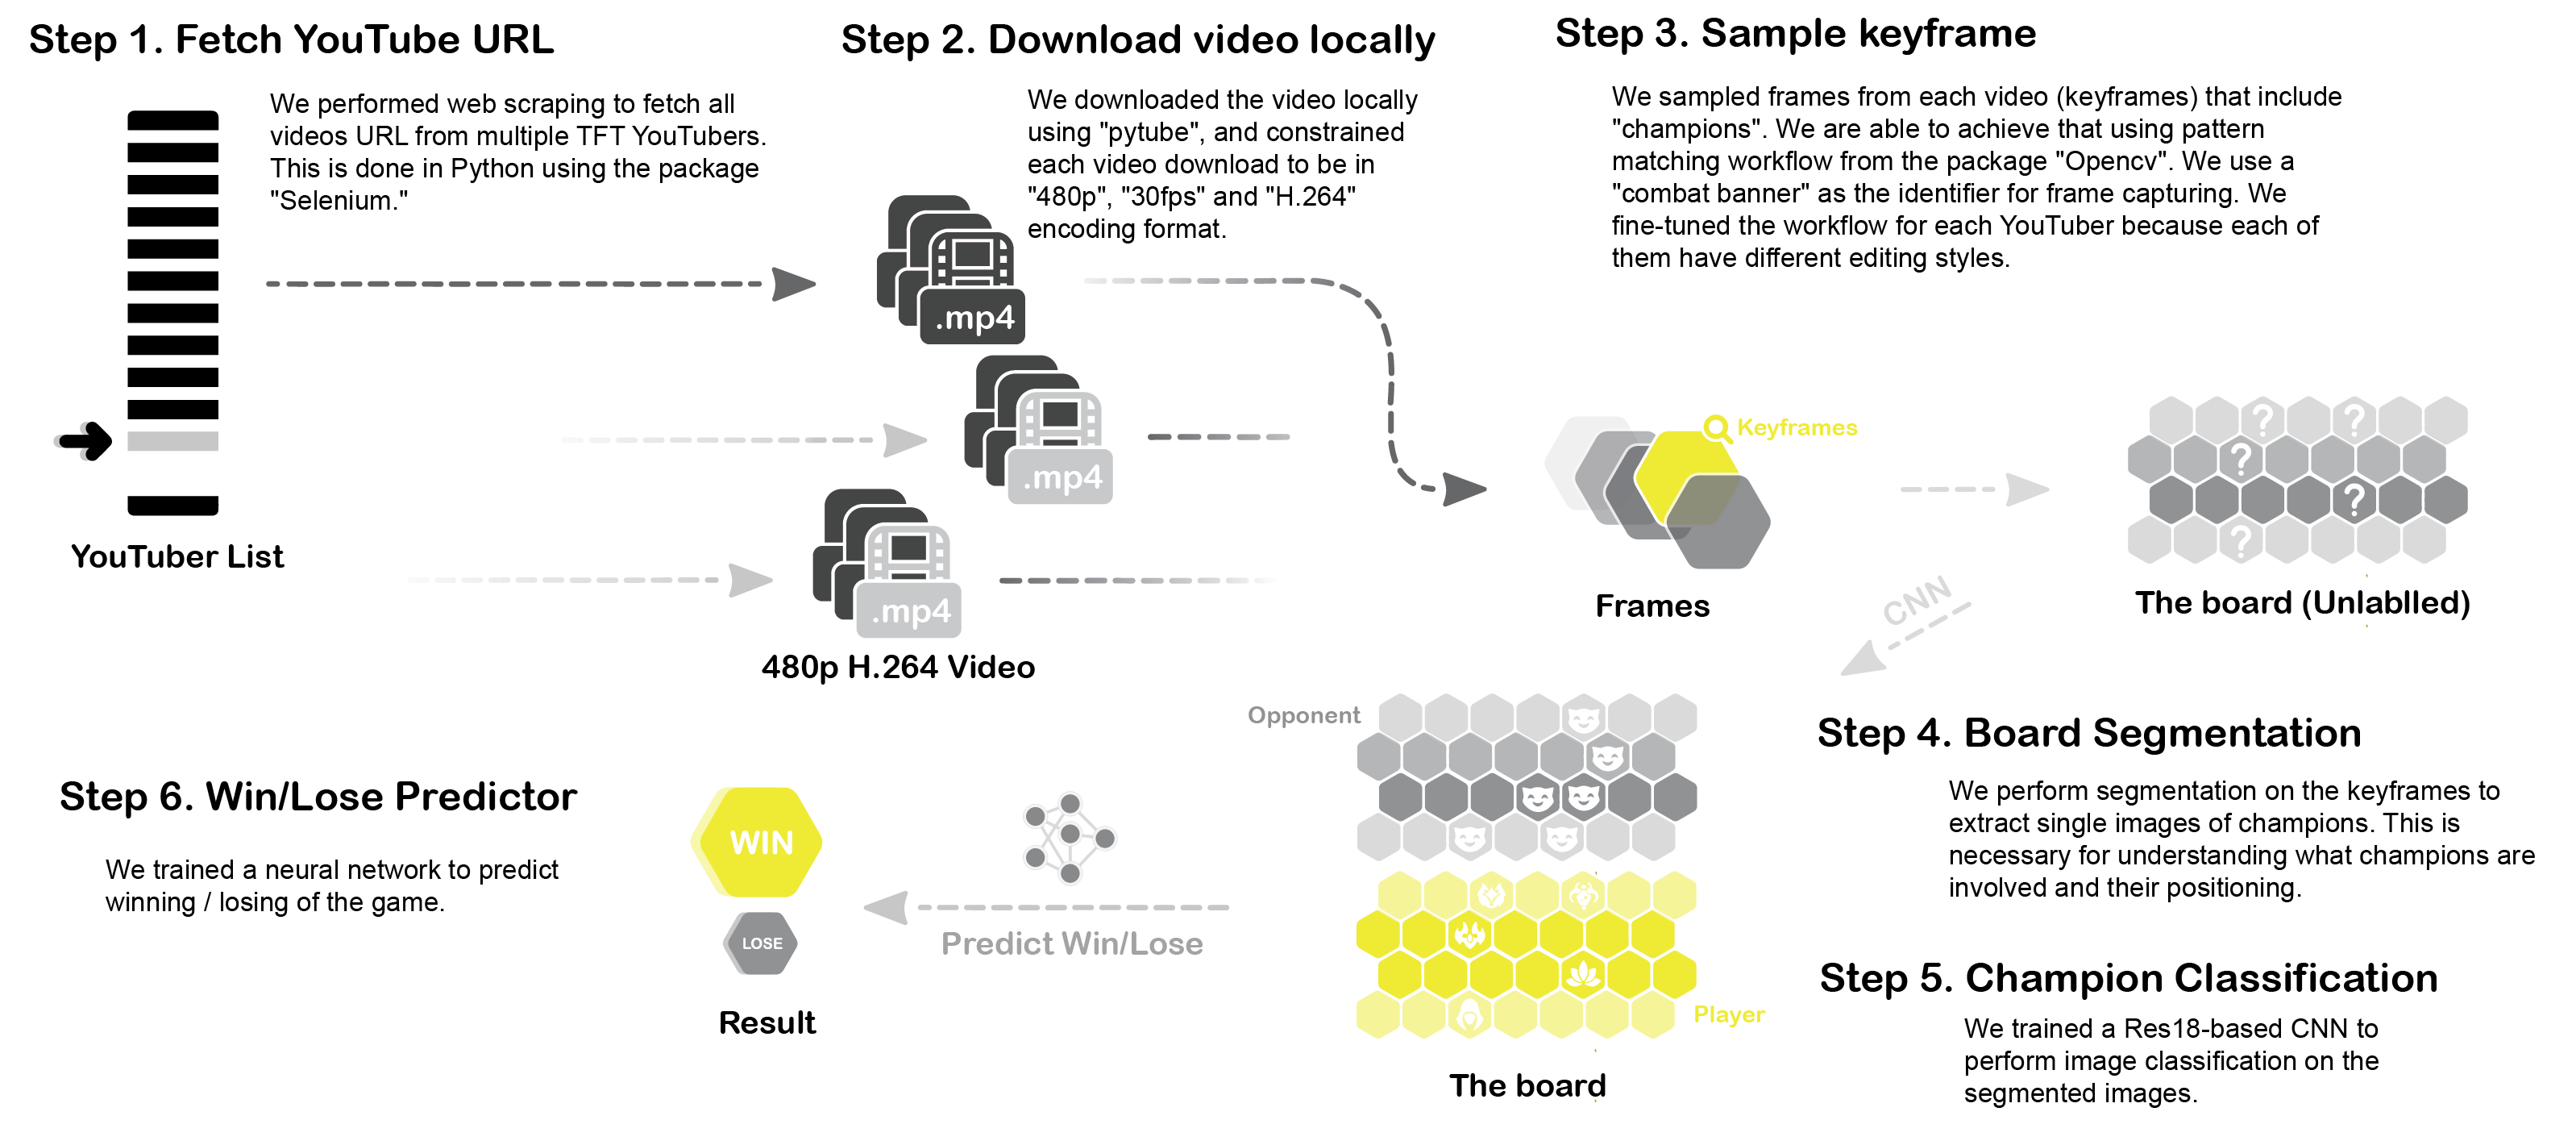 Step 1. Fetch YouTube URL
We performed web scraping to fetch all
videos URL from multiple TFT YouTubers.
This is done in Python using the package
"Selenium."
YouTuber List
Step 2. Download video locally
We downloaded the video locally
using "pytube", and constrained
each video download to be in
"480p", "30fps" and "H.264"
encoding format.
.mp4
.mp4
.mp4
480p H.264 Video
Step 3. Sample keyframe
We sampled frames from each video (keyframes) that include
"champions". We are able to achieve that using pattern
matching workflow from the package "Opencv". We use a
"combat banner" as the identifier for frame capturing. We
fine-tuned the workflow for each YouTuber because each of
them have different editing styles.
Keyframes
Frames
? ?
?
?
?
The board (Unlablled)
CNN
Step 4. Board Segmentation
We perform segmentation on the keyframes to
extract single images of champions. This is
necessary for understanding what champions are
involved and their positioning.
Step 5. Champion Classification
We trained a Res18-based CNN to
perform image classification on the
segmented images.
Opponent
Player
The board
Predict Win/Lose
Step 6. Win/Lose Predictor
We trained a neural network to predict
winning / losing of the game.
WIN
LOSE
Result